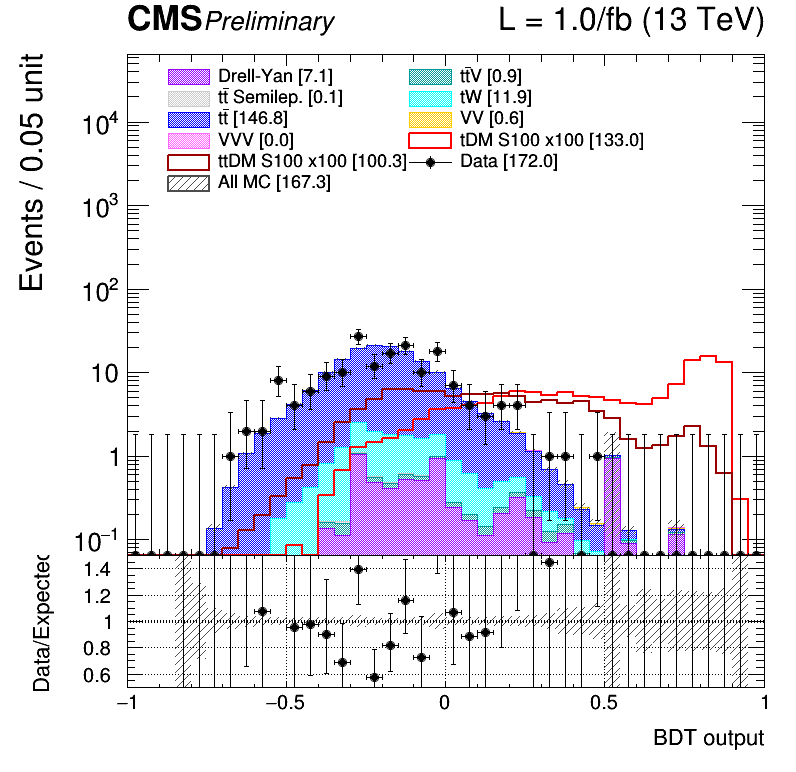 CMS Preliminary L = 1.0/fb (13 TeV)
Events / 0.05 unit
Drell-Yan [7.1] tt̄V [0.9]
tt̄ Semilep. [0.1] tW [11.9]
tt̄ [146.8] VV [0.6]
VVV [0.0] tDM S100 x100 [133.0]
ttDM S100 x100 [100.3] Data [172.0]
All MC [167.3]
10⁴
10³
10²
10
1
10⁻¹
Data/Expected
1.4
1.2
1
0.8
0.6
−1 −0.5 0 0.5 1
BDT output